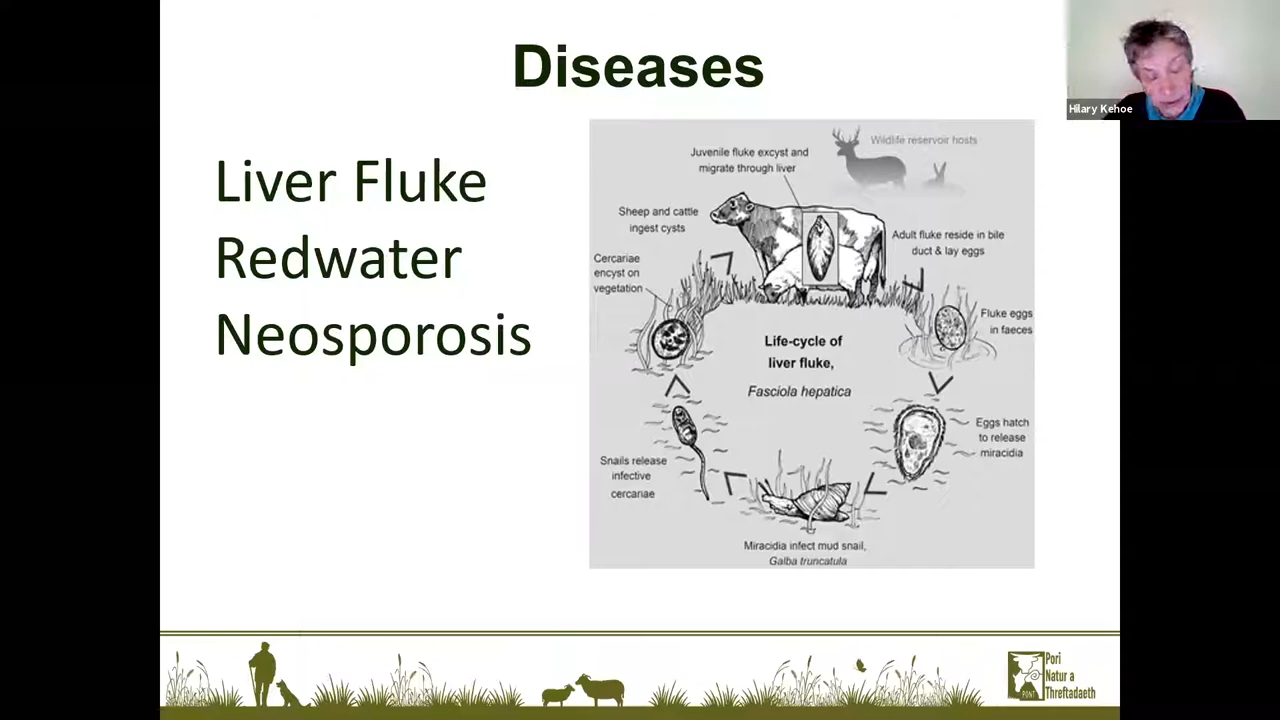 Diseases
Hilary Kehoe
Liver Fluke
Redwater
Neosporosis
Wildlife reservoir hosts
Juvenile fluke excyst and
migrate through liver
Sheep and cattle
ingest cysts
Adult fluke reside in bile
duct & lay eggs
Cercariae
encyst on
vegetation
Fluke eggs
in faeces
Life-cycle of
liver fluke,
Fasciola hepatica
Eggs hatch
to release
miracidia
Snails release
infective
cercariae
Miracidia infect mud snail,
Galba truncatula
PONT
Pori
Natur a
Threftadaeth